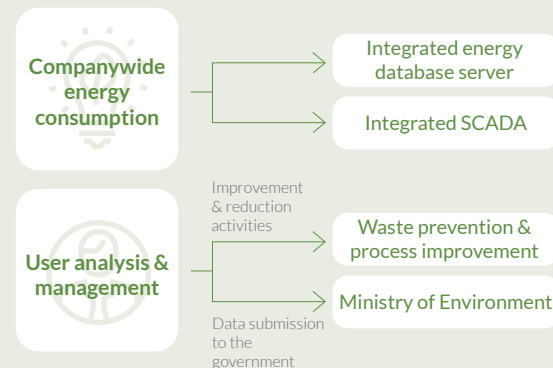 Companywide
energy
consumption
Integrated energy
database server
Integrated SCADA
User analysis &
management
Improvement
& reduction
activities
Waste prevention &
process improvement
Data submission
to the
government
Ministry of Environment